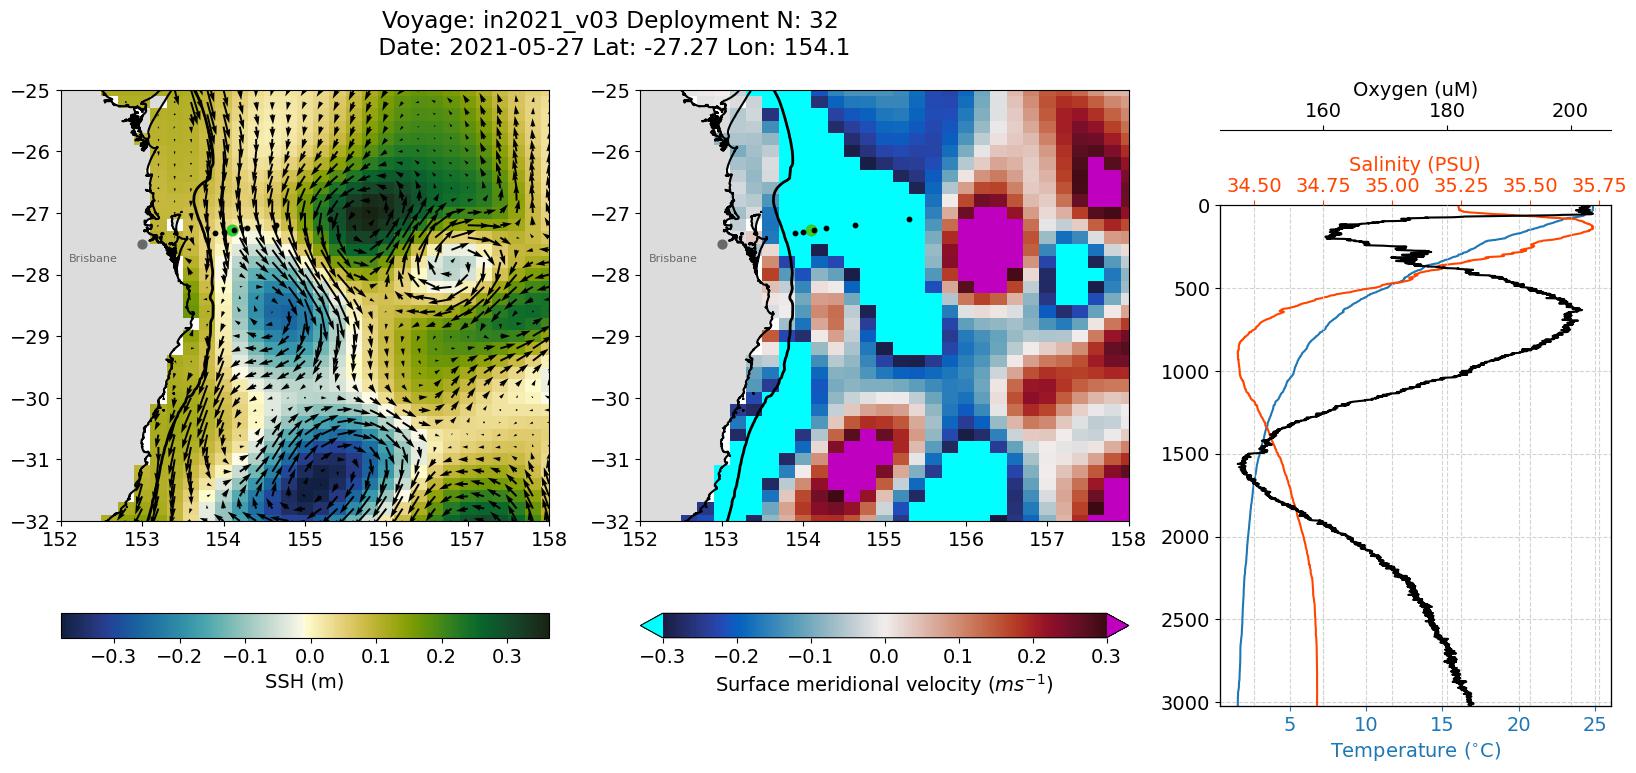 Voyage: in2021_v03 Deployment N: 32
Date: 2021-05-27 Lat: -27.27 Lon: 154.1
−25
−26
−27
−28
−29
−30
−31
−32
152 153 154 155 156 157 158
Brisbane
−0.3 −0.2 −0.1 0.0 0.1 0.2 0.3
SSH (m)
−25
−26
−27
−28
−29
−30
−31
−32
152 153 154 155 156 157 158
Brisbane
−0.3 −0.2 −0.1 0.0 0.1 0.2 0.3
Surface meridional velocity (ms⁻¹)
Oxygen (uM)
160 180 200
Salinity (PSU)
34.50 34.75 35.00 35.25 35.50 35.75
0
500
1000
1500
2000
2500
3000
5 10 15 20 25
Temperature (°C)